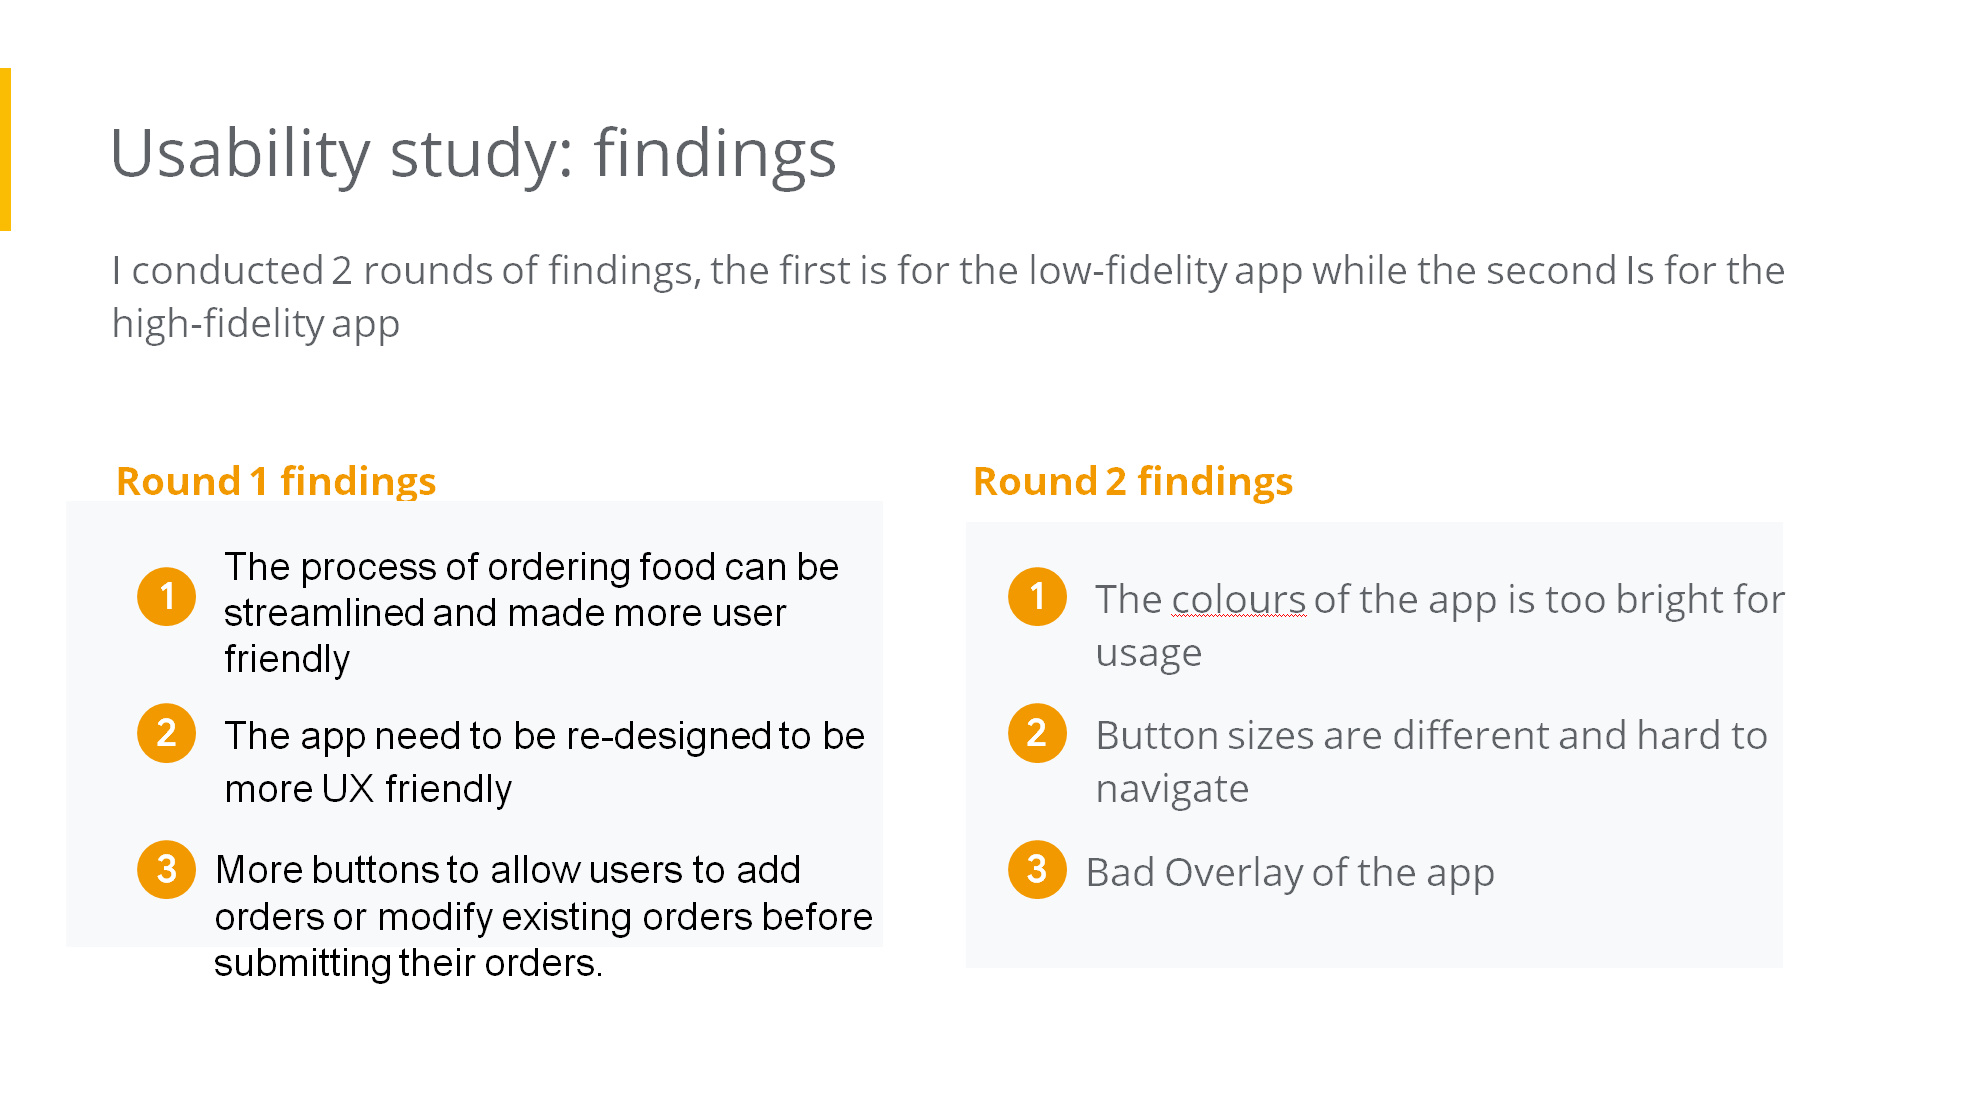 Usability study: findings
I conducted 2 rounds of findings, the first is for the low-fidelity app while the second Is for the
high-fidelity app
Round 1 findings
1
The process of ordering food can be
streamlined and made more user
friendly
2
The app need to be re-designed to be
more UX friendly
3
More buttons to allow users to add
orders or modify existing orders before
submitting their orders.
Round 2 findings
1
The colours of the app is too bright for
usage
2
Button sizes are different and hard to
navigate
3
Bad Overlay of the app